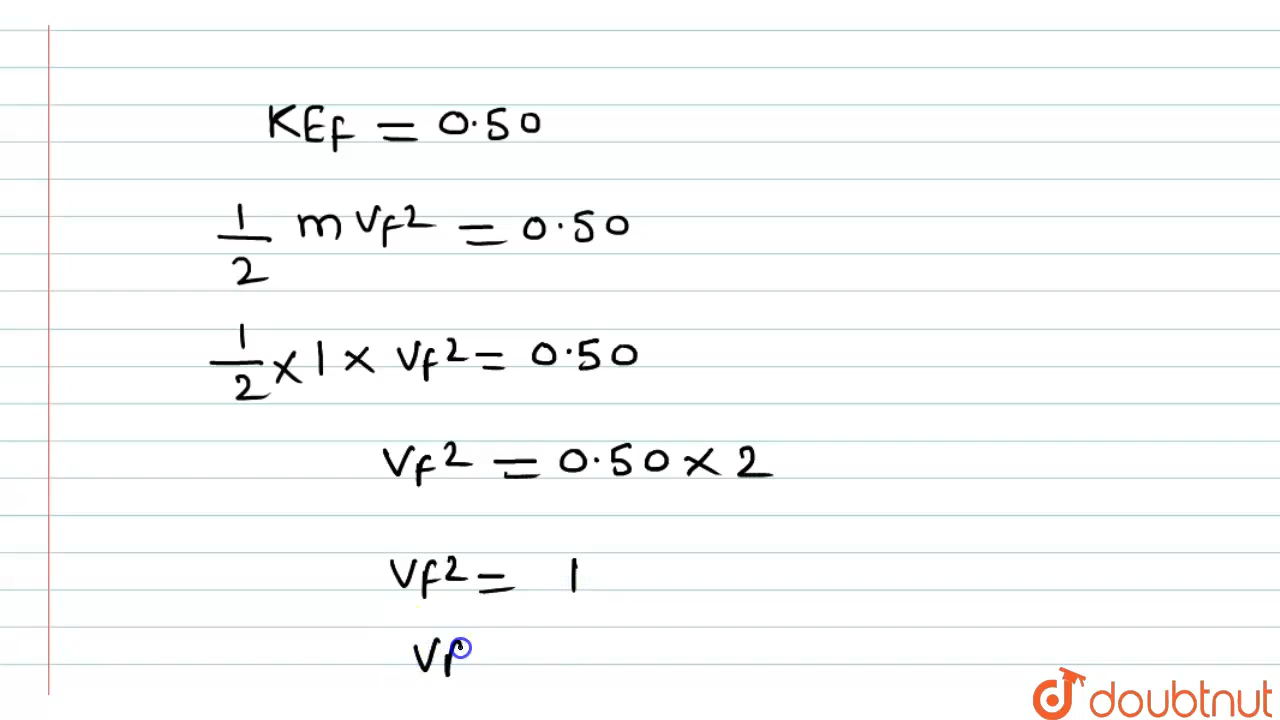 KEf = 0.50
1/2 m Vf² = 0.50
1/2 × 1 × Vf² = 0.50
Vf² = 0.50 × 2
Vf² = 1
Vf
doubtnut